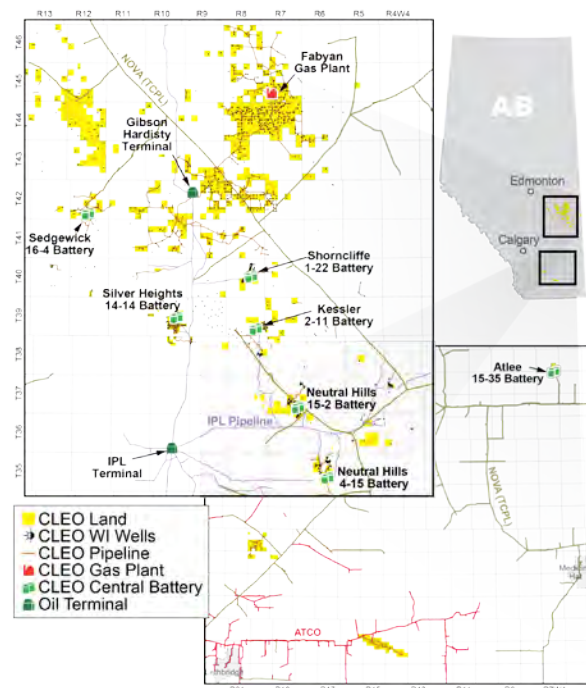 R13 R12 R9 R8 R7 R6 R5 R4W4
T46
T45
T44
T43
T42
T41
T40
T39
T38
T37
T36
T35
R10
NOVA (TCPL)
Fabyan
Gas Plant
Gibson
Hardisty
Terminal
Sedgewick
16-4 Battery
Shorncliffe
1-22 Battery
Silver Heights
14-14 Battery
Kessler
2-11 Battery
Neutral Hills
15-2 Battery
IPL Pipeline
IPL
Terminal
Neutral Hills
4-15 Battery
AB
Edmonton
Calgary
Atlee
15-35 Battery
NOVA (TCPL)
ATCO
CLEO Land
CLEO WI Wells
CLEO Pipeline
CLEO Gas Plant
CLEO Central Battery
Oil Terminal